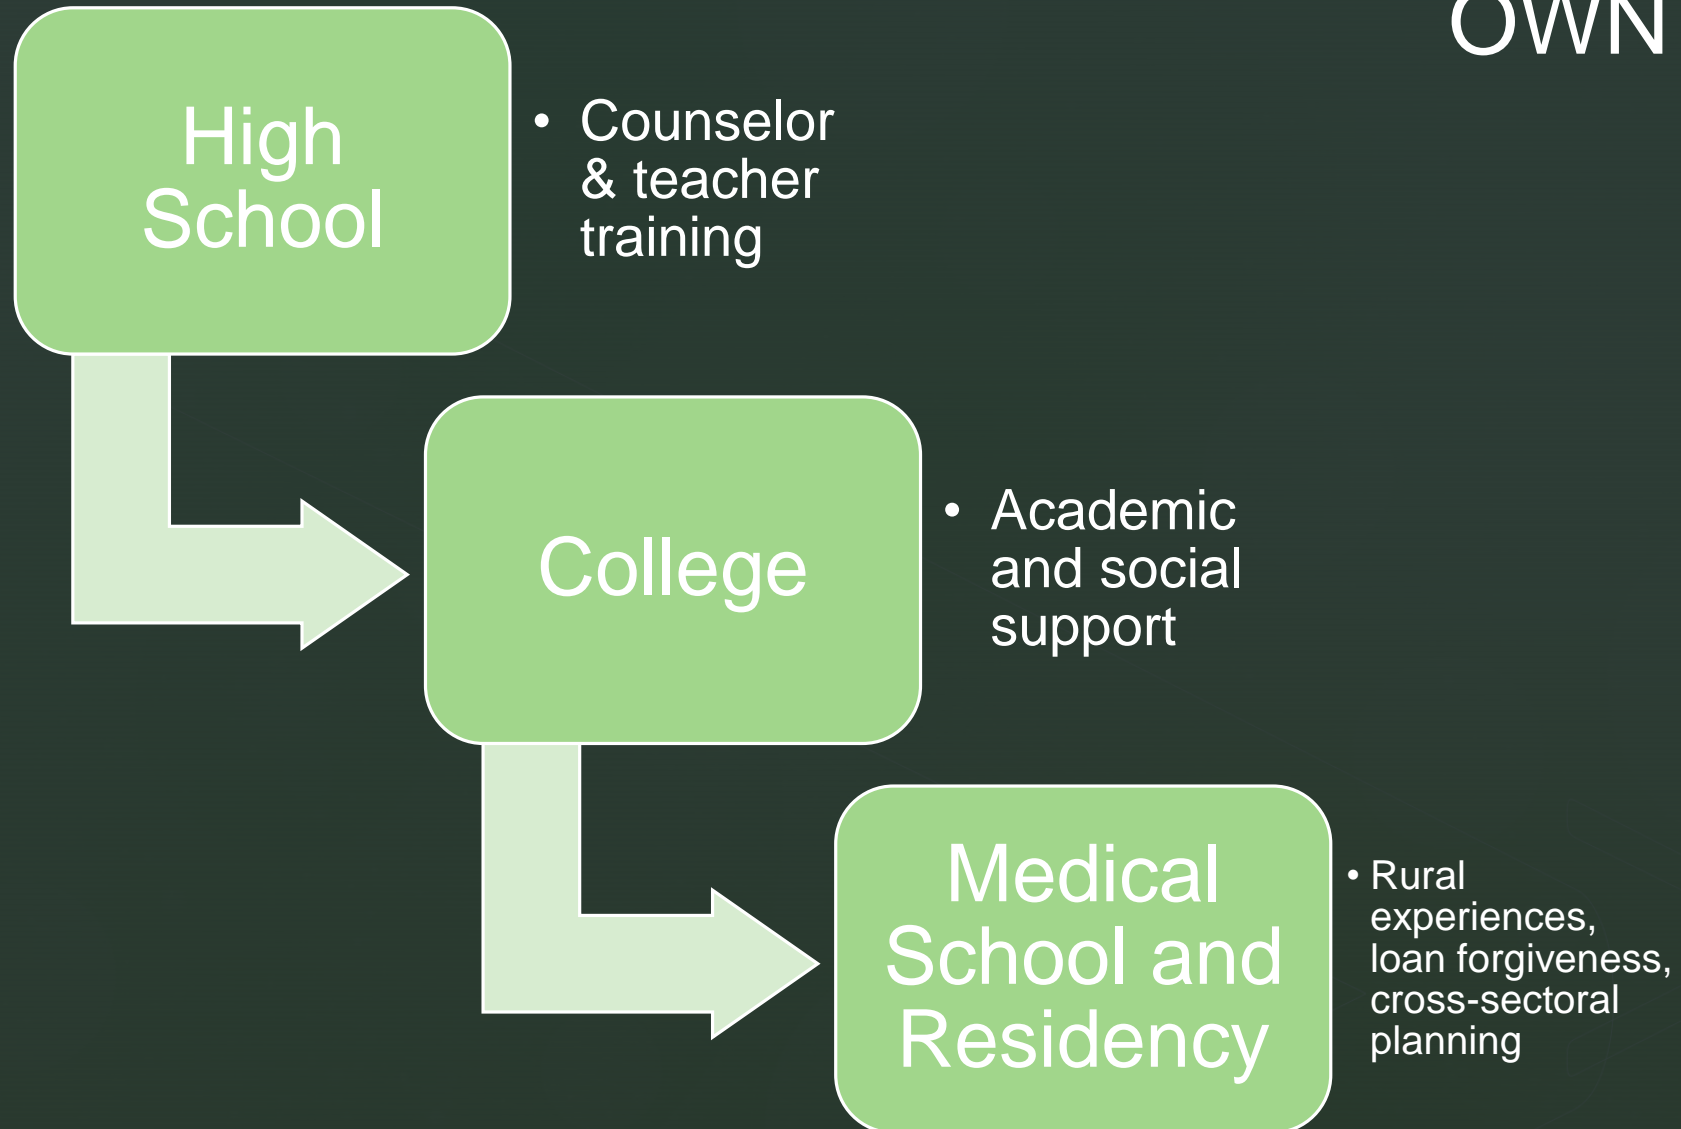 OWN
High
School
• Counselor
& teacher
training
College
• Academic
and social
support
Medical
School and
Residency
• Rural
experiences,
loan forgiveness,
cross-sectoral
planning